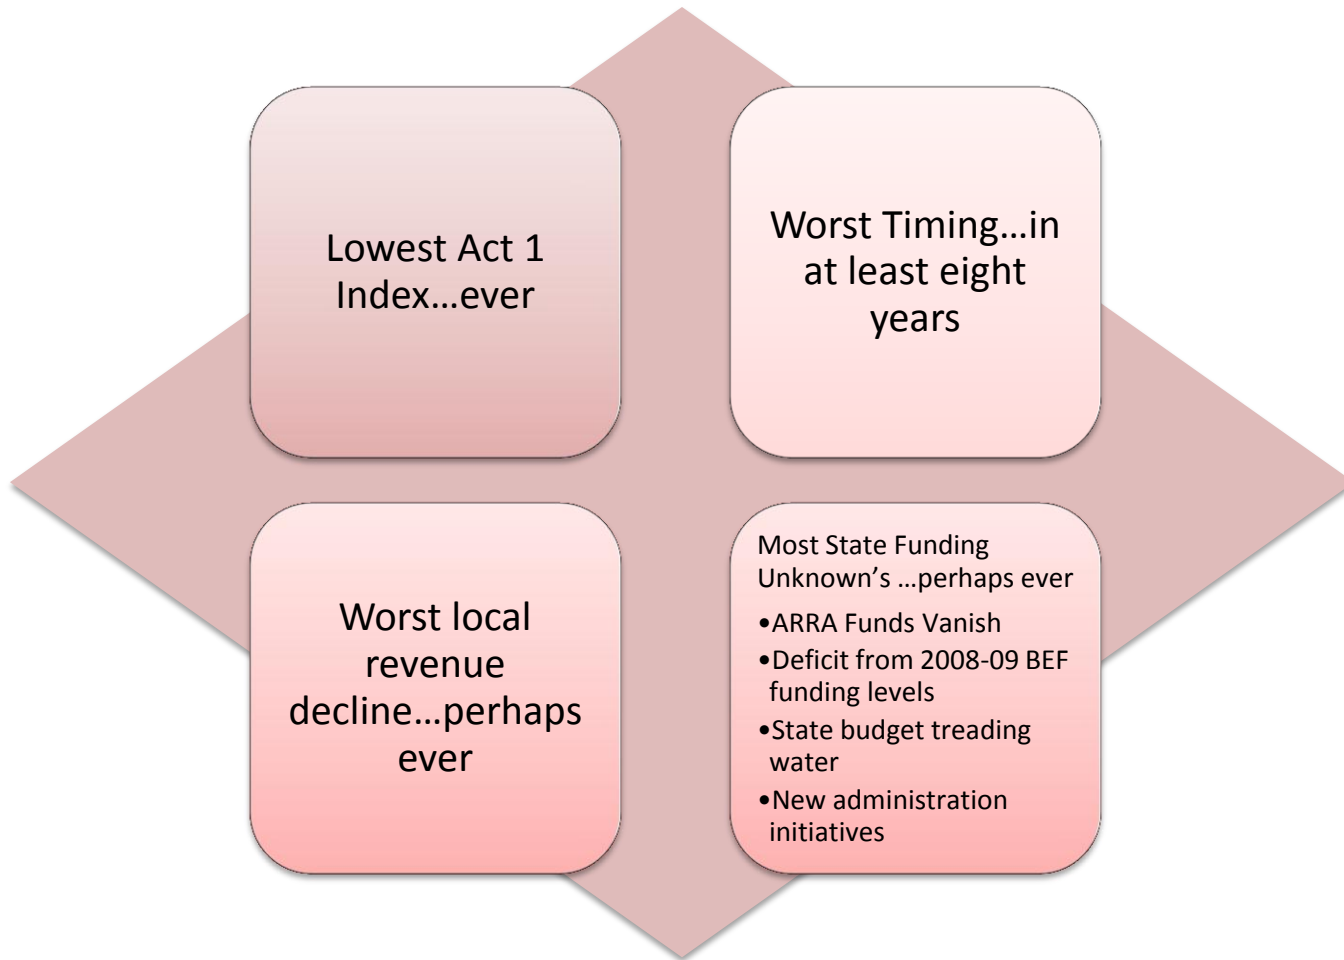 Lowest Act 1
Index…ever
Worst Timing…in
at least eight
years
Worst local
revenue
decline…perhaps
ever
Most State Funding
Unknown’s …perhaps ever
•ARRA Funds Vanish
•Deficit from 2008-09 BEF
funding levels
•State budget treading
water
•New administration
initiatives